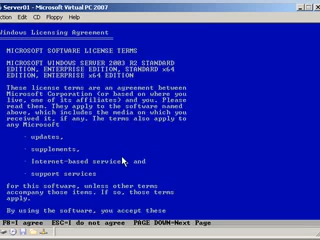 Server01 - Microsoft Virtual PC 2007
Action Edit CD Floppy Help
Windows Licensing Agreement
MICROSOFT SOFTWARE LICENSE TERMS
MICROSOFT WINDOWS SERVER 2003 R2 STANDARD
EDITION, ENTERPRISE EDITION, STANDARD x64
EDITION, ENTERPRISE x64 EDITION
These license terms are an agreement between
Microsoft Corporation (or based on where you
live, one of its affiliates) and you. Please
read them. They apply to the software named
above, which includes the media on which you
received it, if any. The terms also apply to
any Microsoft
· updates,
· supplements,
· Internet-based services, and
· support services
for this software, unless other terms
accompany those items. If so, those terms
apply.
By using the software, you accept these
F8=I agree ESC=I do not agree PAGE DOWN=Next Page